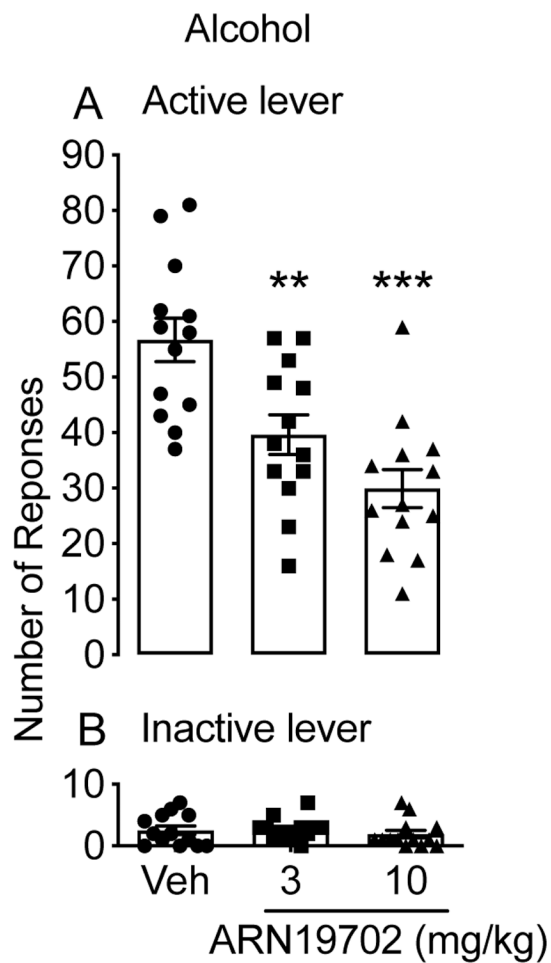 Alcohol
A Active lever
90
80
70
60
50
40
30
20
10
0
** ***
Number of Reponses
B Inactive lever
10
0
Veh 3 10
ARN19702 (mg/kg)